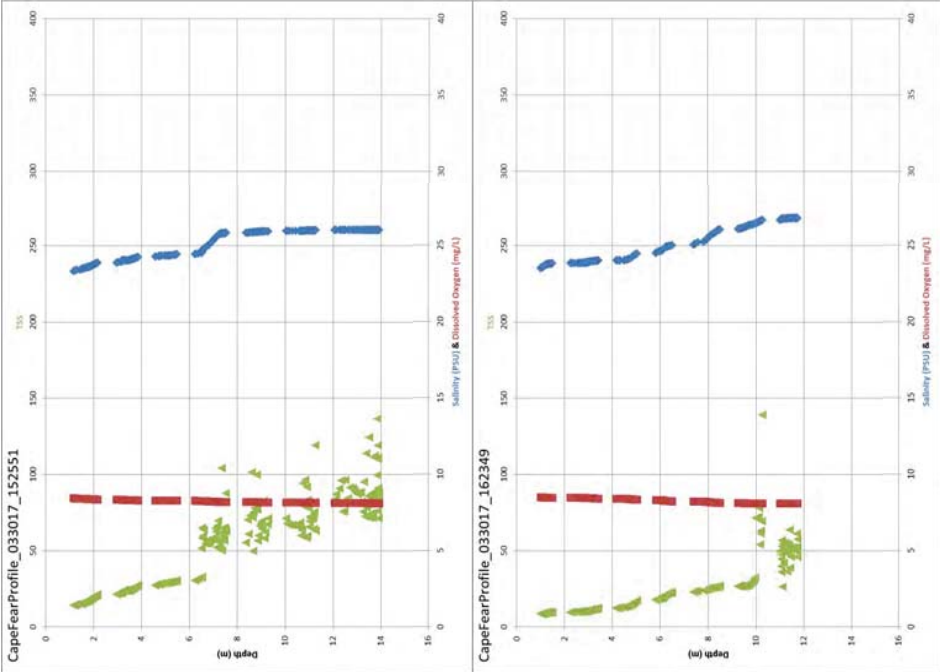 CapeFearProfile_033017_152551
TSS
0 50 100 150 200 250 300 350 400
0
2
4
6
8
10
12
14
16
Depth (m)
0 5 10 15 20 25 30 35 40
Salinity (PSU) & Dissolved Oxygen (mg/L)
CapeFearProfile_033017_162349
TSS
0 50 100 150 200 250 300 350 400
0
2
4
6
8
10
12
14
16
Depth (m)
0 5 10 15 20 25 30 35 40
Salinity (PSU) & Dissolved Oxygen (mg/L)